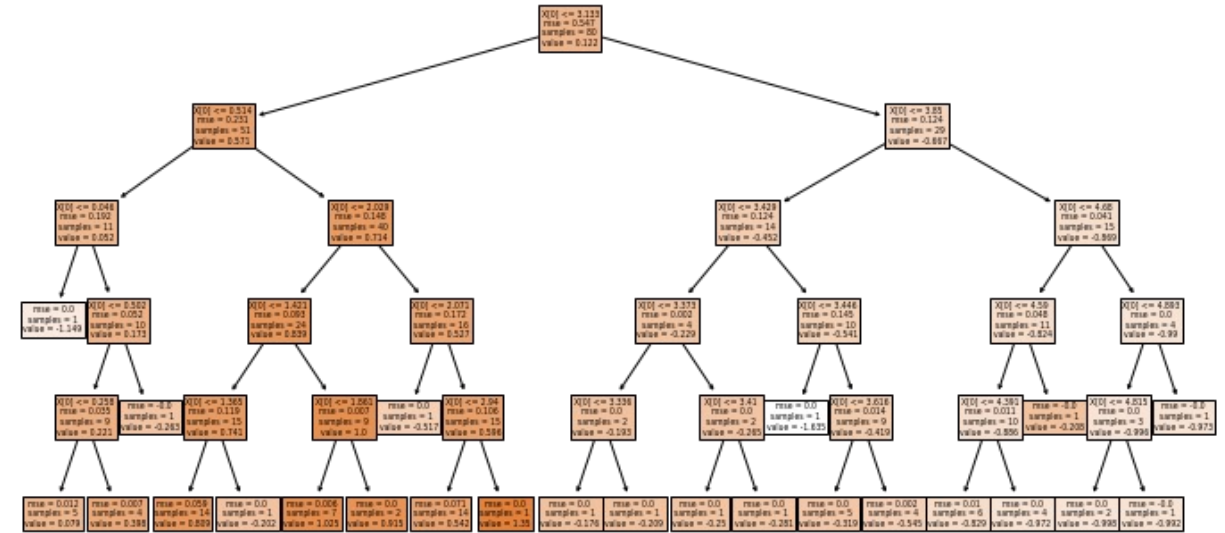 X[0] <= 3.133
mse = 0.547
samples = 80
value = 0.122
X[0] <= 0.514
mse = 0.231
samples = 51
value = 0.571
X[0] <= 3.85
mse = 0.124
samples = 29
value = -0.667
X[0] <= 0.046
mse = 0.192
samples = 11
value = 0.052
X[0] <= 2.029
mse = 0.148
samples = 40
value = 0.714
X[0] <= 3.429
mse = 0.124
samples = 14
value = -0.452
X[0] <= 4.68
mse = 0.041
samples = 15
value = -0.869
mse = 0.0
samples = 1
value = -1.149
X[0] <= 0.502
mse = 0.052
samples = 10
value = 0.173
X[0] <= 1.421
mse = 0.093
samples = 24
value = 0.839
X[0] <= 2.071
mse = 0.172
samples = 16
value = 0.527
X[0] <= 3.373
mse = 0.002
samples = 4
value = -0.229
X[0] <= 3.446
mse = 0.145
samples = 10
value = -0.541
X[0] <= 4.59
mse = 0.048
samples = 11
value = -0.824
X[0] <= 4.893
mse = 0.0
samples = 4
value = -0.99
X[0] <= 0.258
mse = 0.035
samples = 9
value = 0.221
mse = -0.0
samples = 1
value = -0.263
X[0] <= 1.365
mse = 0.119
samples = 15
value = 0.741
X[0] <= 1.861
mse = 0.007
samples = 9
value = 1.0
mse = 0.0
samples = 1
value = -0.517
X[0] <= 2.94
mse = 0.106
samples = 15
value = 0.596
X[0] <= 3.336
mse = 0.0
samples = 2
value = -0.193
X[0] <= 3.41
mse = 0.0
samples = 2
value = -0.265
mse = 0.0
samples = 1
value = -1.635
X[0] <= 3.616
mse = 0.014
samples = 9
value = -0.419
X[0] <= 4.391
mse = 0.011
samples = 10
value = -0.886
mse = -0.0
samples = 1
value = -0.205
X[0] <= 4.815
mse = 0.0
samples = 3
value = -0.996
mse = -0.0
samples = 1
value = -0.973
mse = 0.012
samples = 5
value = 0.079
mse = 0.007
samples = 4
value = 0.398
mse = 0.059
samples = 14
value = 0.809
mse = 0.0
samples = 1
value = -0.202
mse = 0.006
samples = 7
value = 1.025
mse = 0.0
samples = 2
value = 0.915
mse = 0.071
samples = 14
value = 0.542
mse = 0.0
samples = 1
value = 1.35
mse = 0.0
samples = 1
value = -0.176
mse = 0.0
samples = 1
value = -0.209
mse = 0.0
samples = 1
value = -0.25
mse = 0.0
samples = 1
value = -0.281
mse = 0.0
samples = 5
value = -0.319
mse = 0.002
samples = 4
value = -0.545
mse = 0.01
samples = 6
value = -0.829
mse = 0.0
samples = 4
value = -0.972
mse = 0.0
samples = 2
value = -0.998
mse = -0.0
samples = 1
value = -0.992